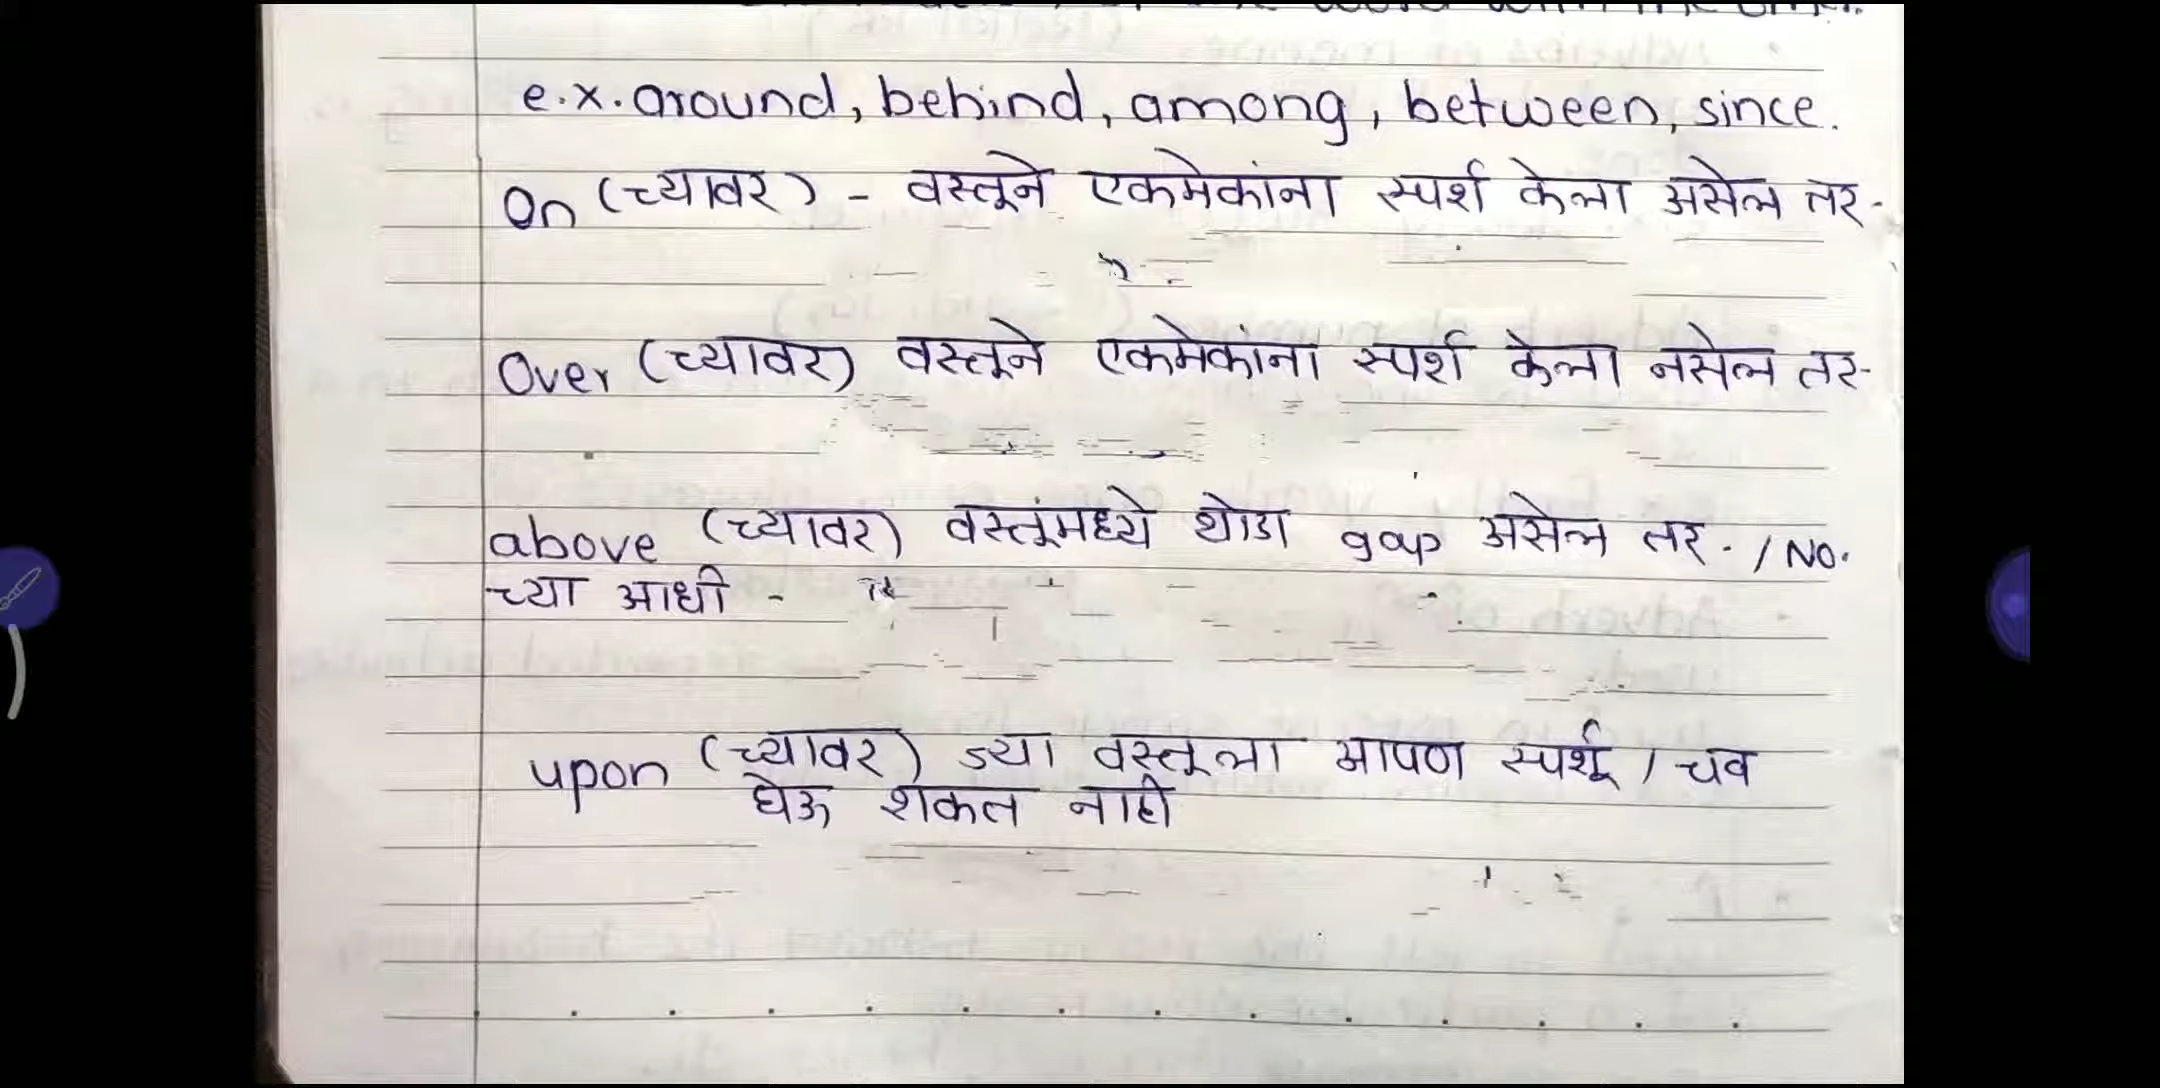 e.x. around, behind, among, between, since.
On (च्यावर) - वस्तूने एकमेकांना स्पर्श केला असेल तर-
Over (च्यावर) वस्तूने एकमेकांना स्पर्श केला नसेल तर-
above (च्यावर) वस्तूंमध्ये थोडा gap असेल तर. / No.
च्या आधी -
upon (च्यावर) ज्या वस्तूला आपण स्पर्शू / चव
घेऊ शकत नाही